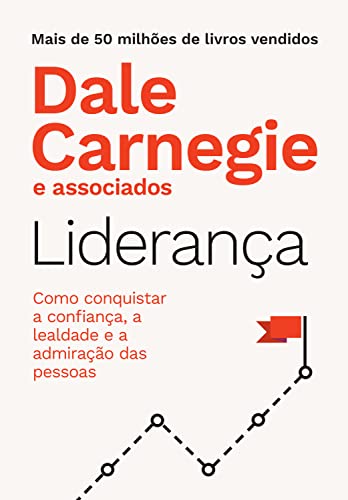 Mais de 50 milhões de livros vendidos
Dale
Carnegie
e associados
Liderança
Como conquistar
a confiança, a
lealdade e a
admiração das
pessoas